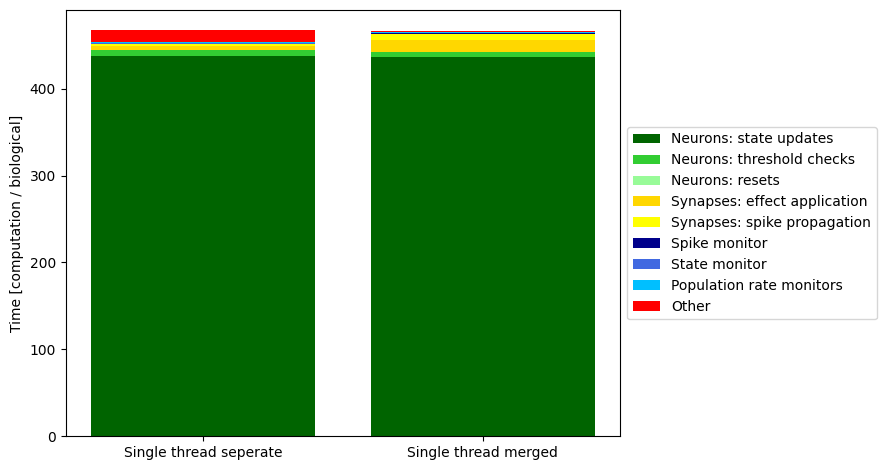 Time [computation / biological]
400
300
200
100
0
Single thread seperate
Single thread merged
Neurons: state updates
Neurons: threshold checks
Neurons: resets
Synapses: effect application
Synapses: spike propagation
Spike monitor
State monitor
Population rate monitors
Other